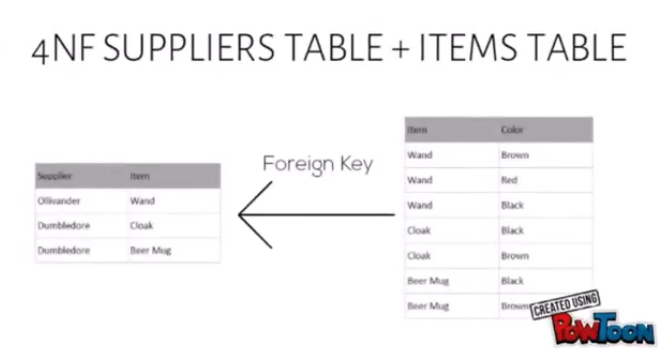 4NF SUPPLIERS TABLE + ITEMS TABLE
Foreign Key
Supplier Item
Ollivander Wand
Dumbledore Cloak
Dumbledore Beer Mug
Item Color
Wand Brown
Wand Red
Wand Black
Cloak Black
Cloak Brown
Beer Mug Black
Beer Mug Brown
CREATED USING
POWTOON